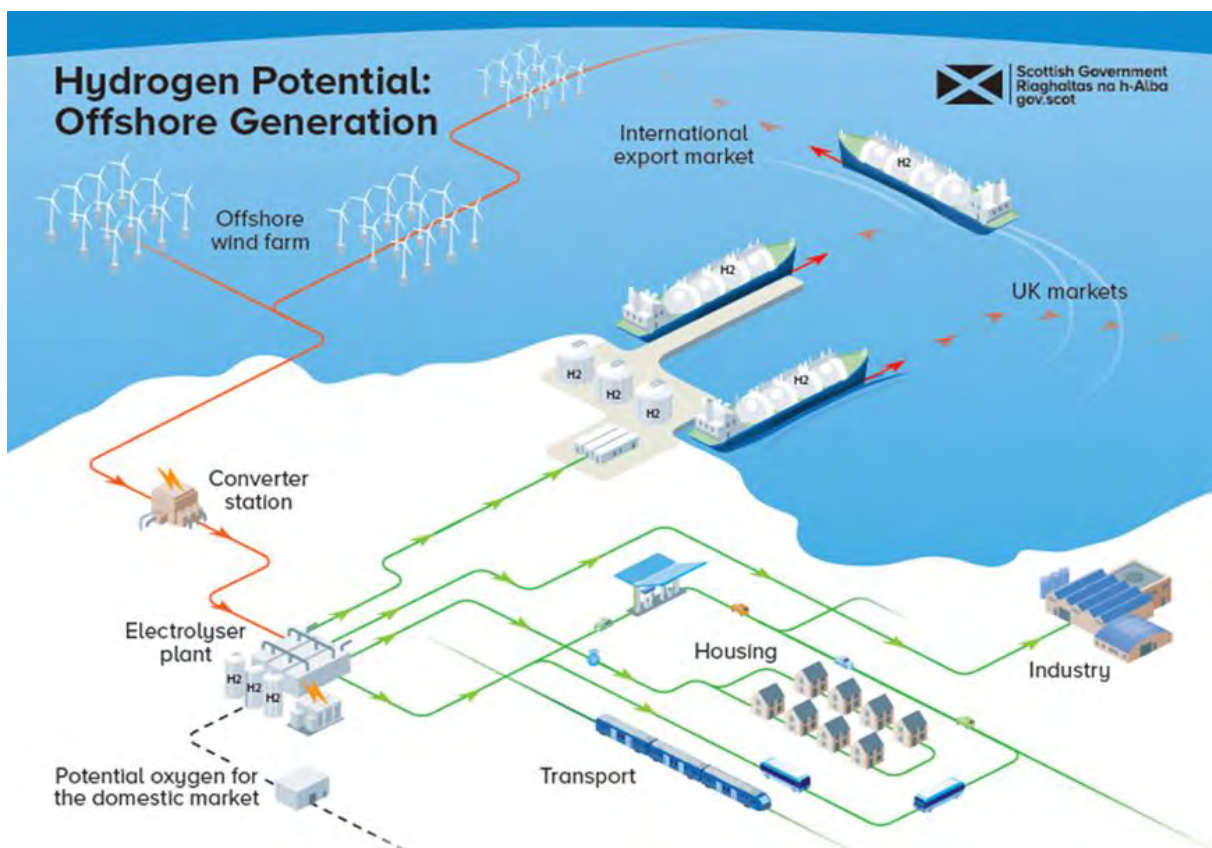 Hydrogen Potential:
Offshore Generation
Scottish Government
Riaghaltas na h-Alba
gov.scot
International
export market
H2
Offshore
wind farm
H2
UK markets
H2
H2
H2
H2
Converter
station
Electrolyser
plant
H2
H2
H2
Housing
Industry
Transport
Potential oxygen for
the domestic market